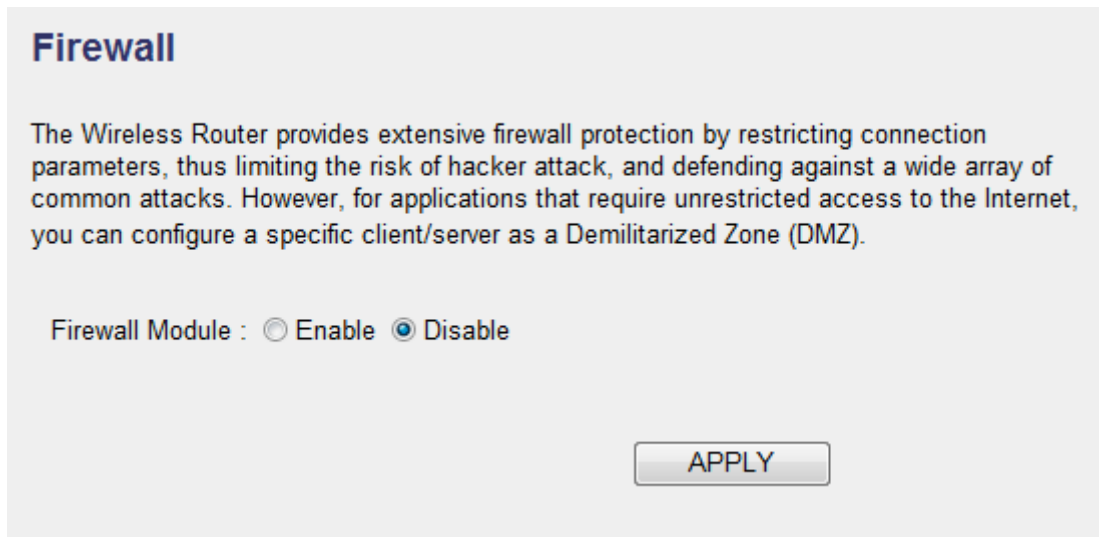 Firewall
The Wireless Router provides extensive firewall protection by restricting connection
parameters, thus limiting the risk of hacker attack, and defending against a wide array of
common attacks. However, for applications that require unrestricted access to the Internet,
you can configure a specific client/server as a Demilitarized Zone (DMZ).
Firewall Module : Enable Disable
APPLY